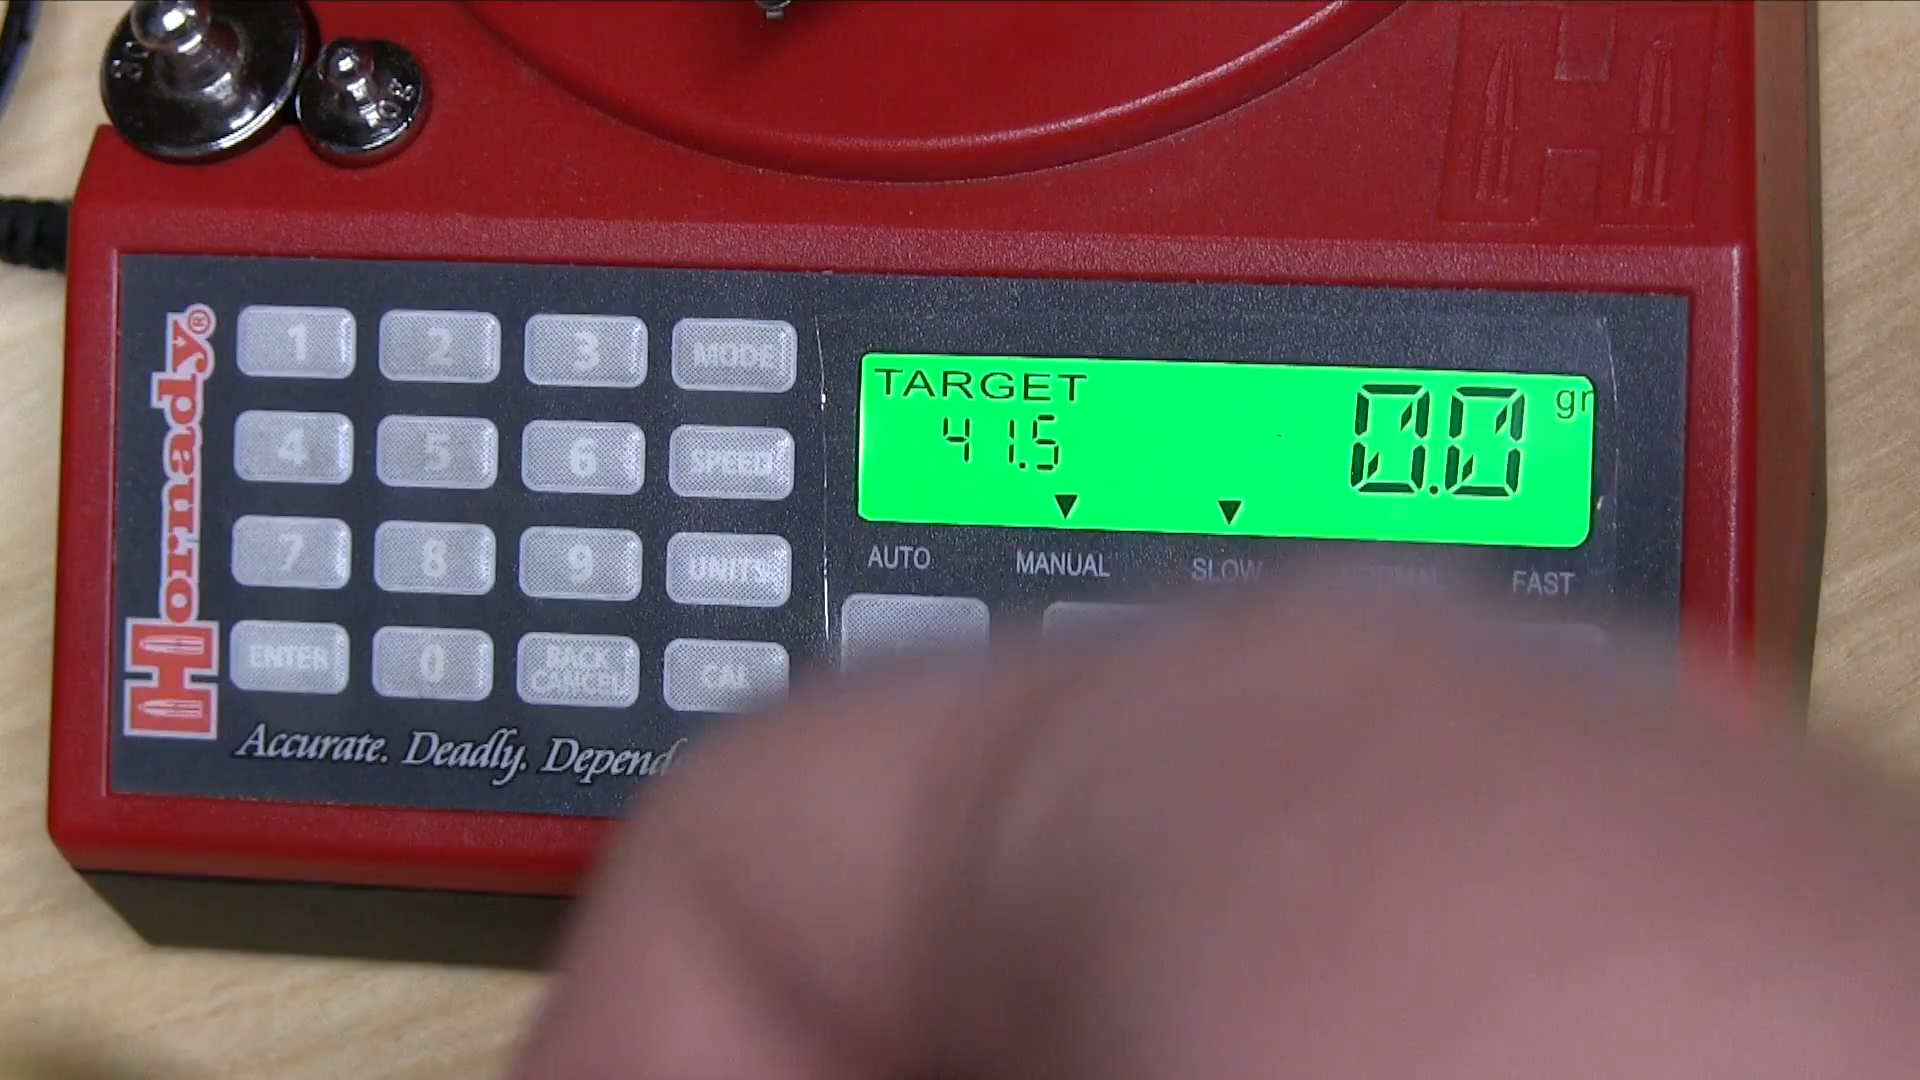 Hornady®
1 2 3 MODE
4 5 6 SPEED
7 8 9 UNITS
ENTER 0 BACK CANCEL CAL
Accurate. Deadly. Depend
TARGET
41.5
0.0 gr
AUTO MANUAL SLOW FAST